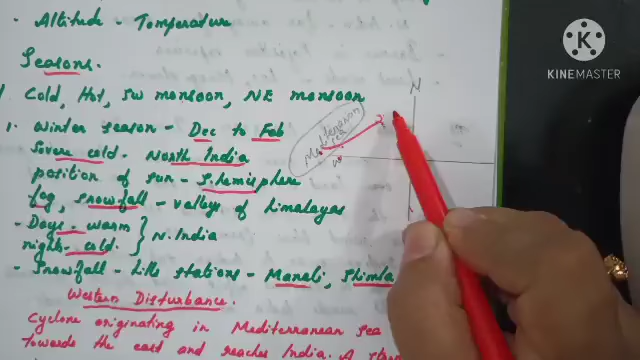 - Altitude - Temperature
Seasons.
Cold, Hot, SW monsoon, NE monsoon
1. Winter season - Dec to Feb
Severe cold - North India
position of sun - S.Hemisphere
fog, snowfall - valleys of himalayas
- Days - warm
nights - cold } N. India
- Snowfall - hill stations - Manali, Shimla
Western Disturbance.
Cyclone originating in Mediterranean Sea
towards the east and reaches India. A
N
Mediterranean
sea
W
KINEMASTER